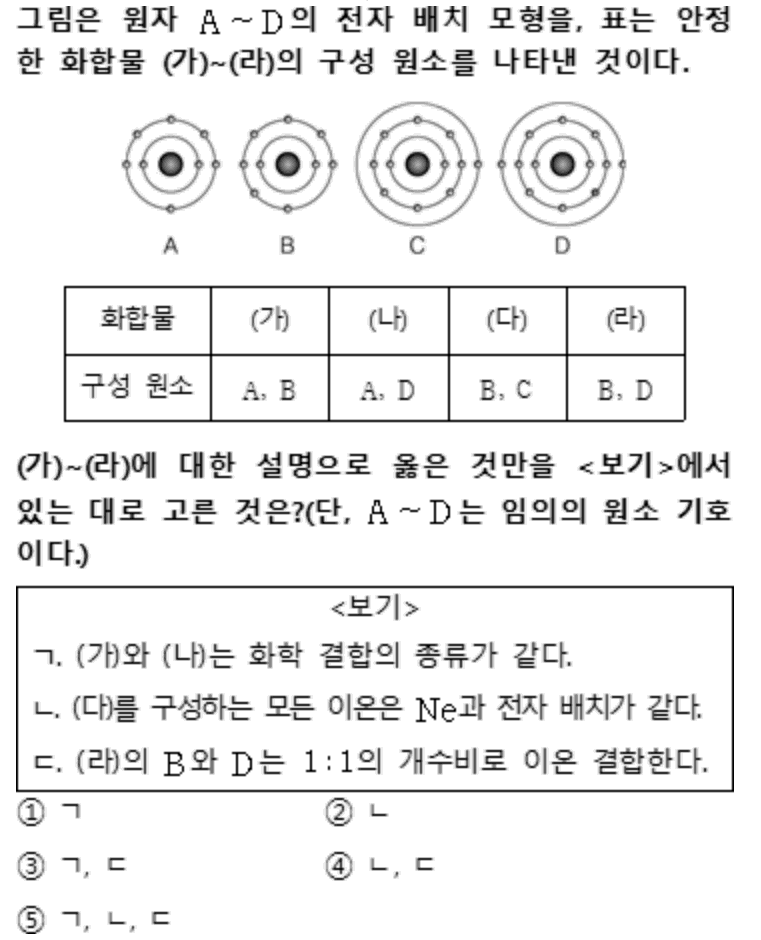 그림은 원자 A ~ D의 전자 배치 모형을, 표는 안정
한 화합물 (가)~(라)의 구성 원소를 나타낸 것이다.
A B C D
화합물 (가) (나) (다) (라)
구성 원소 A, B A, D B, C B, D
(가)~(라)에 대한 설명으로 옳은 것만을 <보기>에서
있는 대로 고른 것은?(단, A ~ D는 임의의 원소 기호
이다.)
<보기>
ㄱ. (가)와 (나)는 화학 결합의 종류가 같다.
ㄴ. (다)를 구성하는 모든 이온은 Ne과 전자 배치가 같다.
ㄷ. (라)의 B와 D는 1:1의 개수비로 이온 결합한다.
① ㄱ ② ㄴ
③ ㄱ, ㄷ ④ ㄴ, ㄷ
⑤ ㄱ, ㄴ, ㄷ